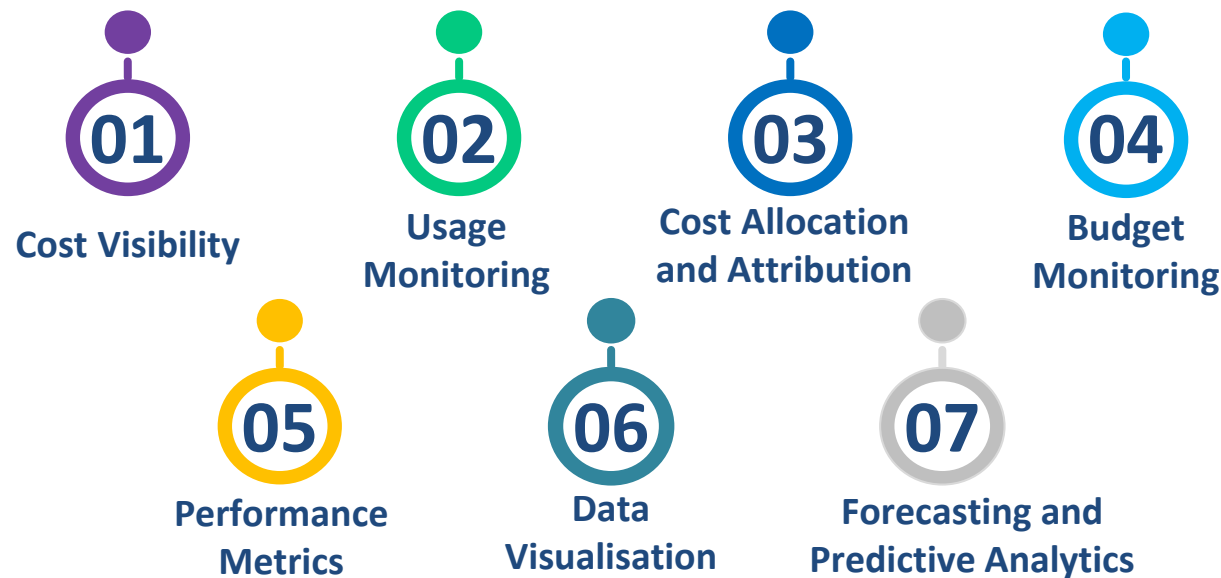 01
Cost Visibility
02
Usage
Monitoring
03
Cost Allocation
and Attribution
04
Budget
Monitoring
05
Performance
Metrics
06
Data
Visualisation
07
Forecasting and
Predictive Analytics